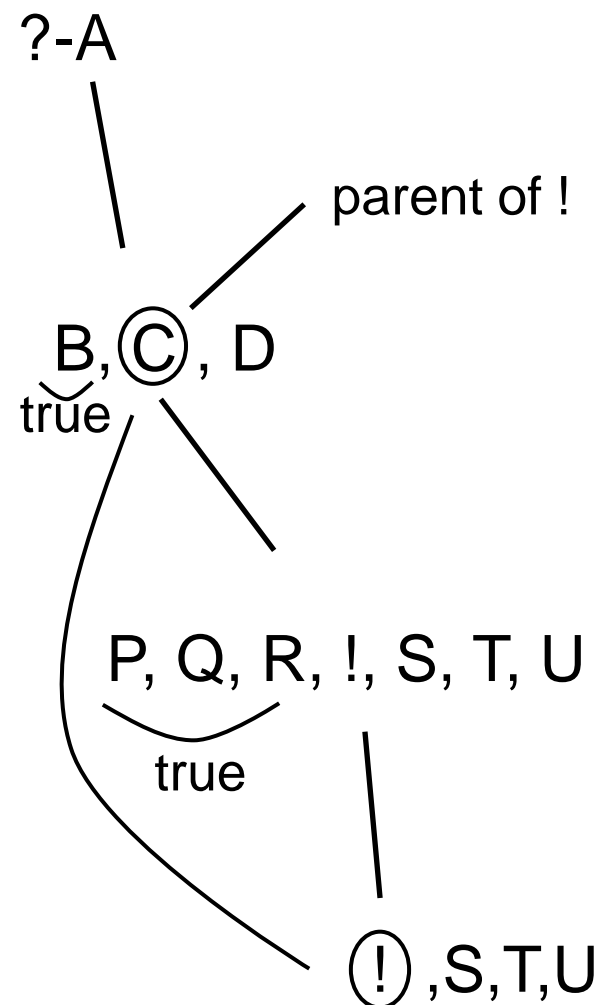 ?-A
parent of !
B, C , D
true
P, Q, R, !, S, T, U
true
! ,S,T,U